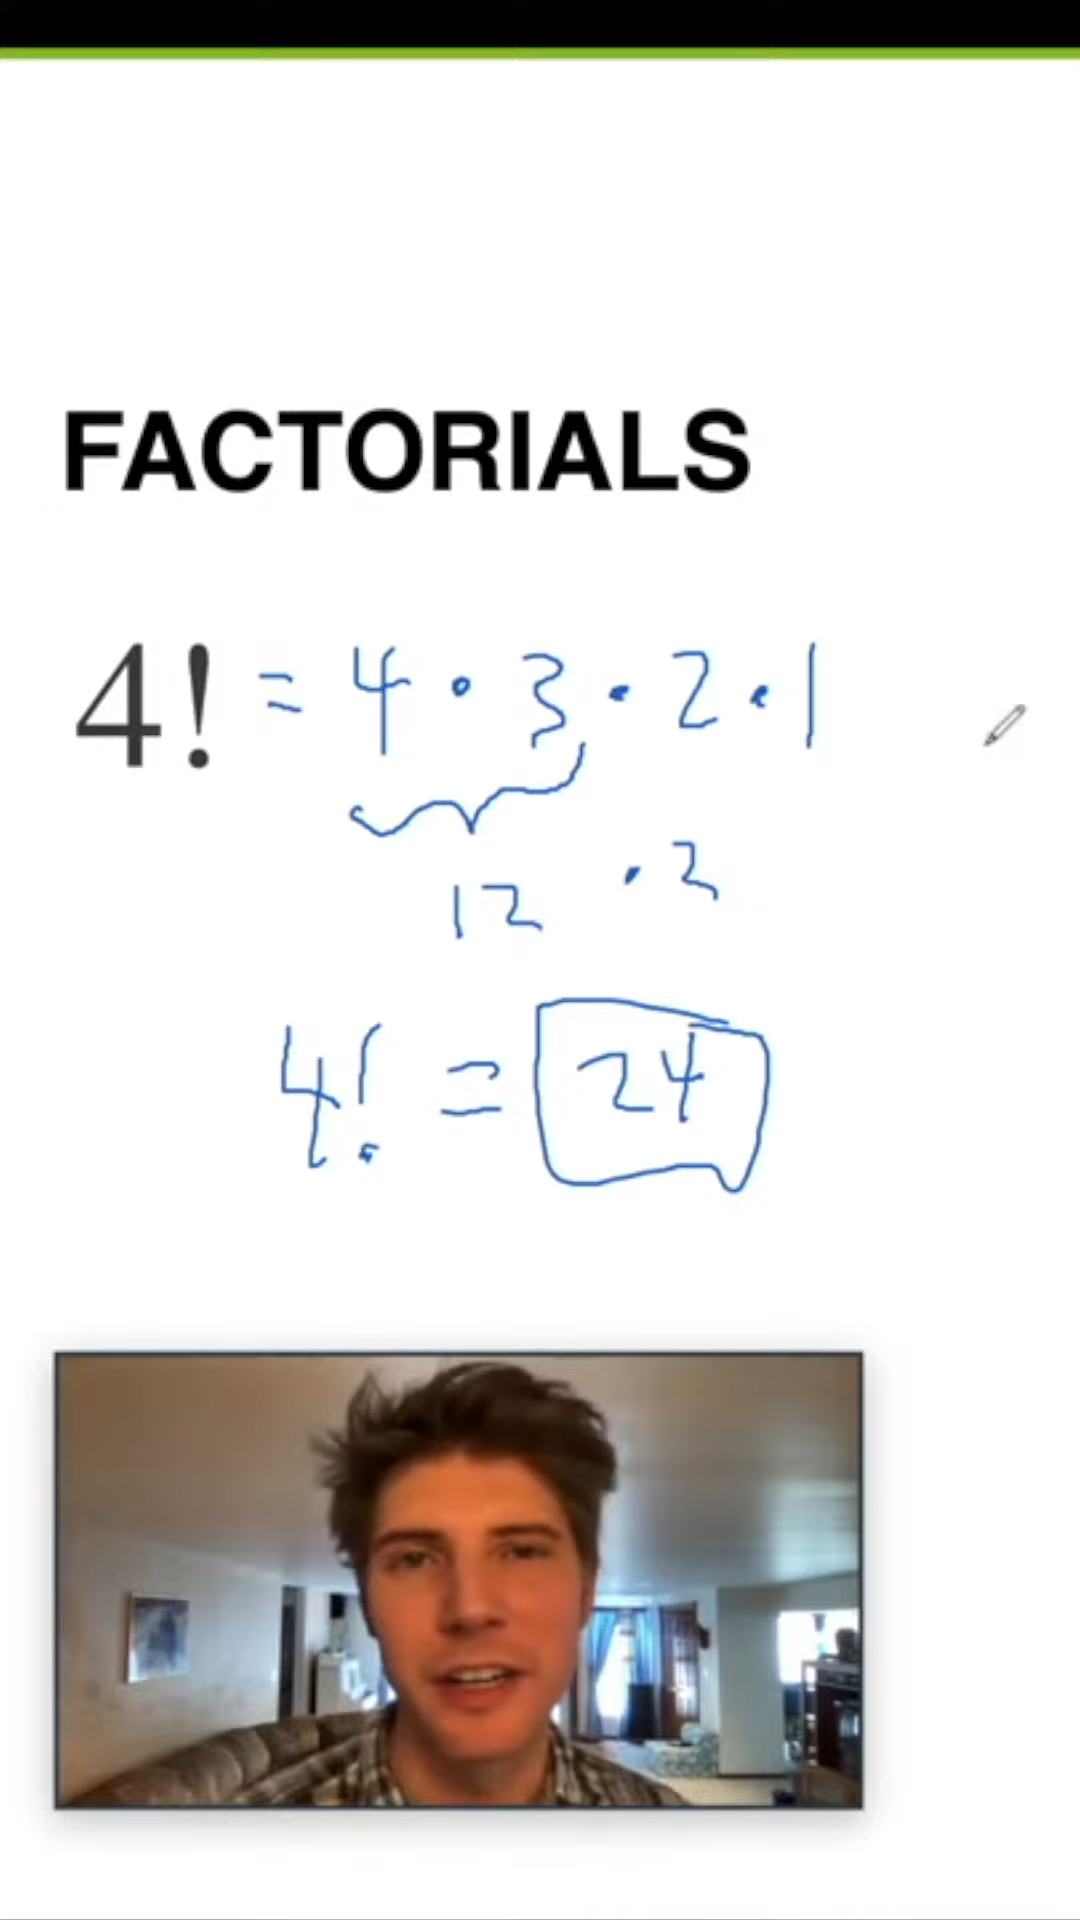 FACTORIALS
4! = 4 · 3 · 2 · 1
12 · 2
4! = 24